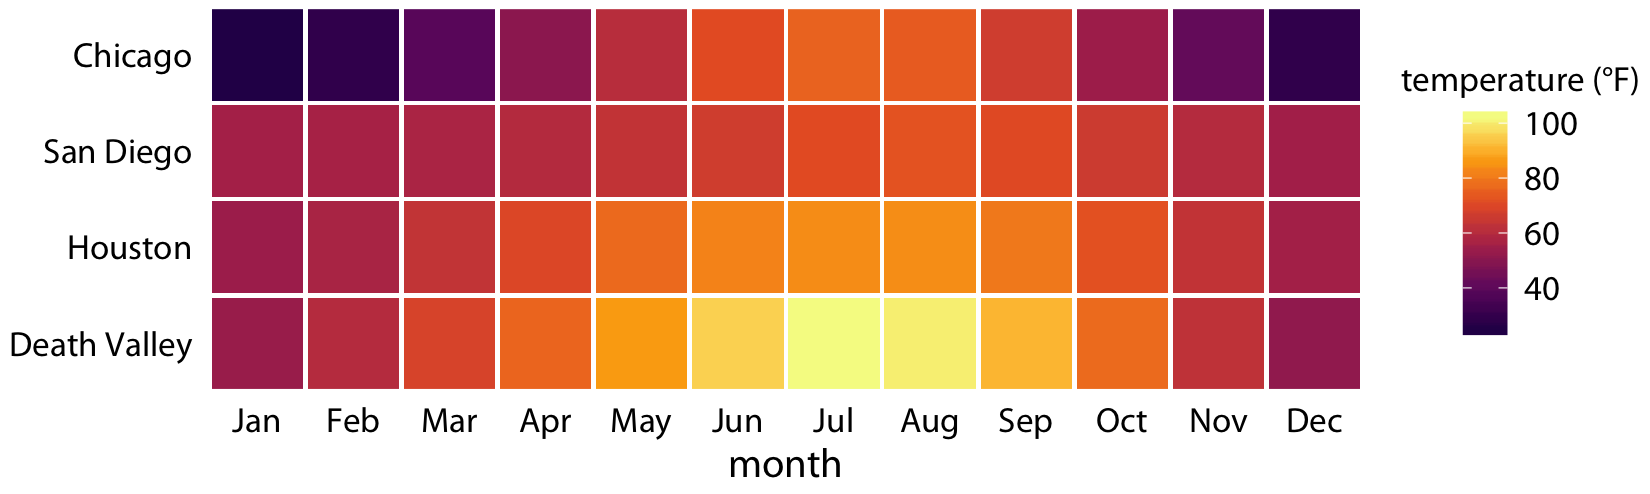 Chicago
San Diego
Houston
Death Valley
Jan Feb Mar Apr May Jun Jul Aug Sep Oct Nov Dec
month
temperature (°F)
100
80
60
40